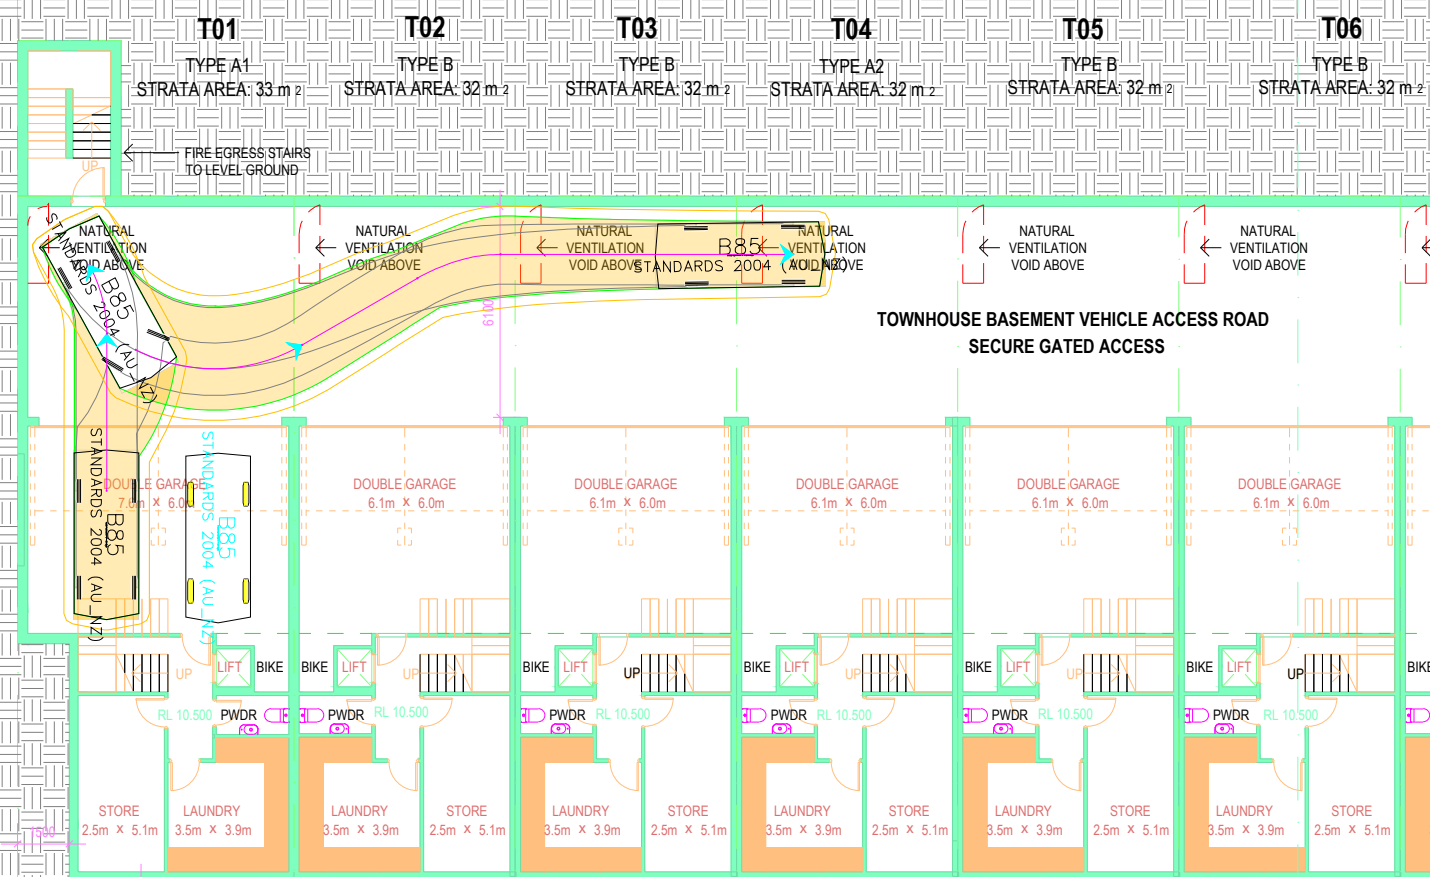 T01
T02
T03
T04
T05
T06
TYPE A1
TYPE B
TYPE B
TYPE A2
TYPE B
TYPE B
STRATA AREA: 33 m 2
STRATA AREA: 32 m 2
STRATA AREA: 32 m 2
STRATA AREA: 32 m 2
STRATA AREA: 32 m 2
STRATA AREA: 32 m 2
FIRE EGRESS STAIRS
TO LEVEL GROUND
UP
NATURAL
VENTILATION
VOID ABOVE
NATURAL
VENTILATION
VOID ABOVE
NATURAL
VENTILATION
VOID ABOVE
NATURAL
VENTILATION
VOID ABOVE
NATURAL
VENTILATION
VOID ABOVE
NATURAL
VENTILATION
VOID ABOVE
B85
STANDARDS 2004 (AU_NZ)
B85
STANDARDS 2004 (AU_NZ)
6100
TOWNHOUSE BASEMENT VEHICLE ACCESS ROAD
SECURE GATED ACCESS
B85
STANDARDS 2004 (AU_NZ)
B85
STANDARDS 2004 (AU_NZ)
DOUBLE GARAGE
x 6.0m
DOUBLE GARAGE
6.1m x 6.0m
DOUBLE GARAGE
6.1m x 6.0m
DOUBLE GARAGE
6.1m x 6.0m
DOUBLE GARAGE
6.1m x 6.0m
DOUBLE GARAGE
6.1m x 6.0m
UP
LIFT
BIKE
BIKE
LIFT
UP
BIKE
LIFT
UP
BIKE
LIFT
UP
BIKE
LIFT
UP
BIKE
LIFT
UP
BIKE
RL 10.500
PWDR
PWDR
RL 10.500
PWDR
RL 10.500
PWDR
RL 10.500
PWDR
RL 10.500
PWDR
RL 10.500
STORE
2.5m x 5.1m
LAUNDRY
3.5m x 3.9m
LAUNDRY
3.5m x 3.9m
STORE
2.5m x 5.1m
LAUNDRY
3.5m x 3.9m
STORE
2.5m x 5.1m
LAUNDRY
3.5m x 3.9m
STORE
2.5m x 5.1m
LAUNDRY
3.5m x 3.9m
STORE
2.5m x 5.1m
LAUNDRY
3.5m x 3.9m
STORE
2.5m x 5.1m
1500